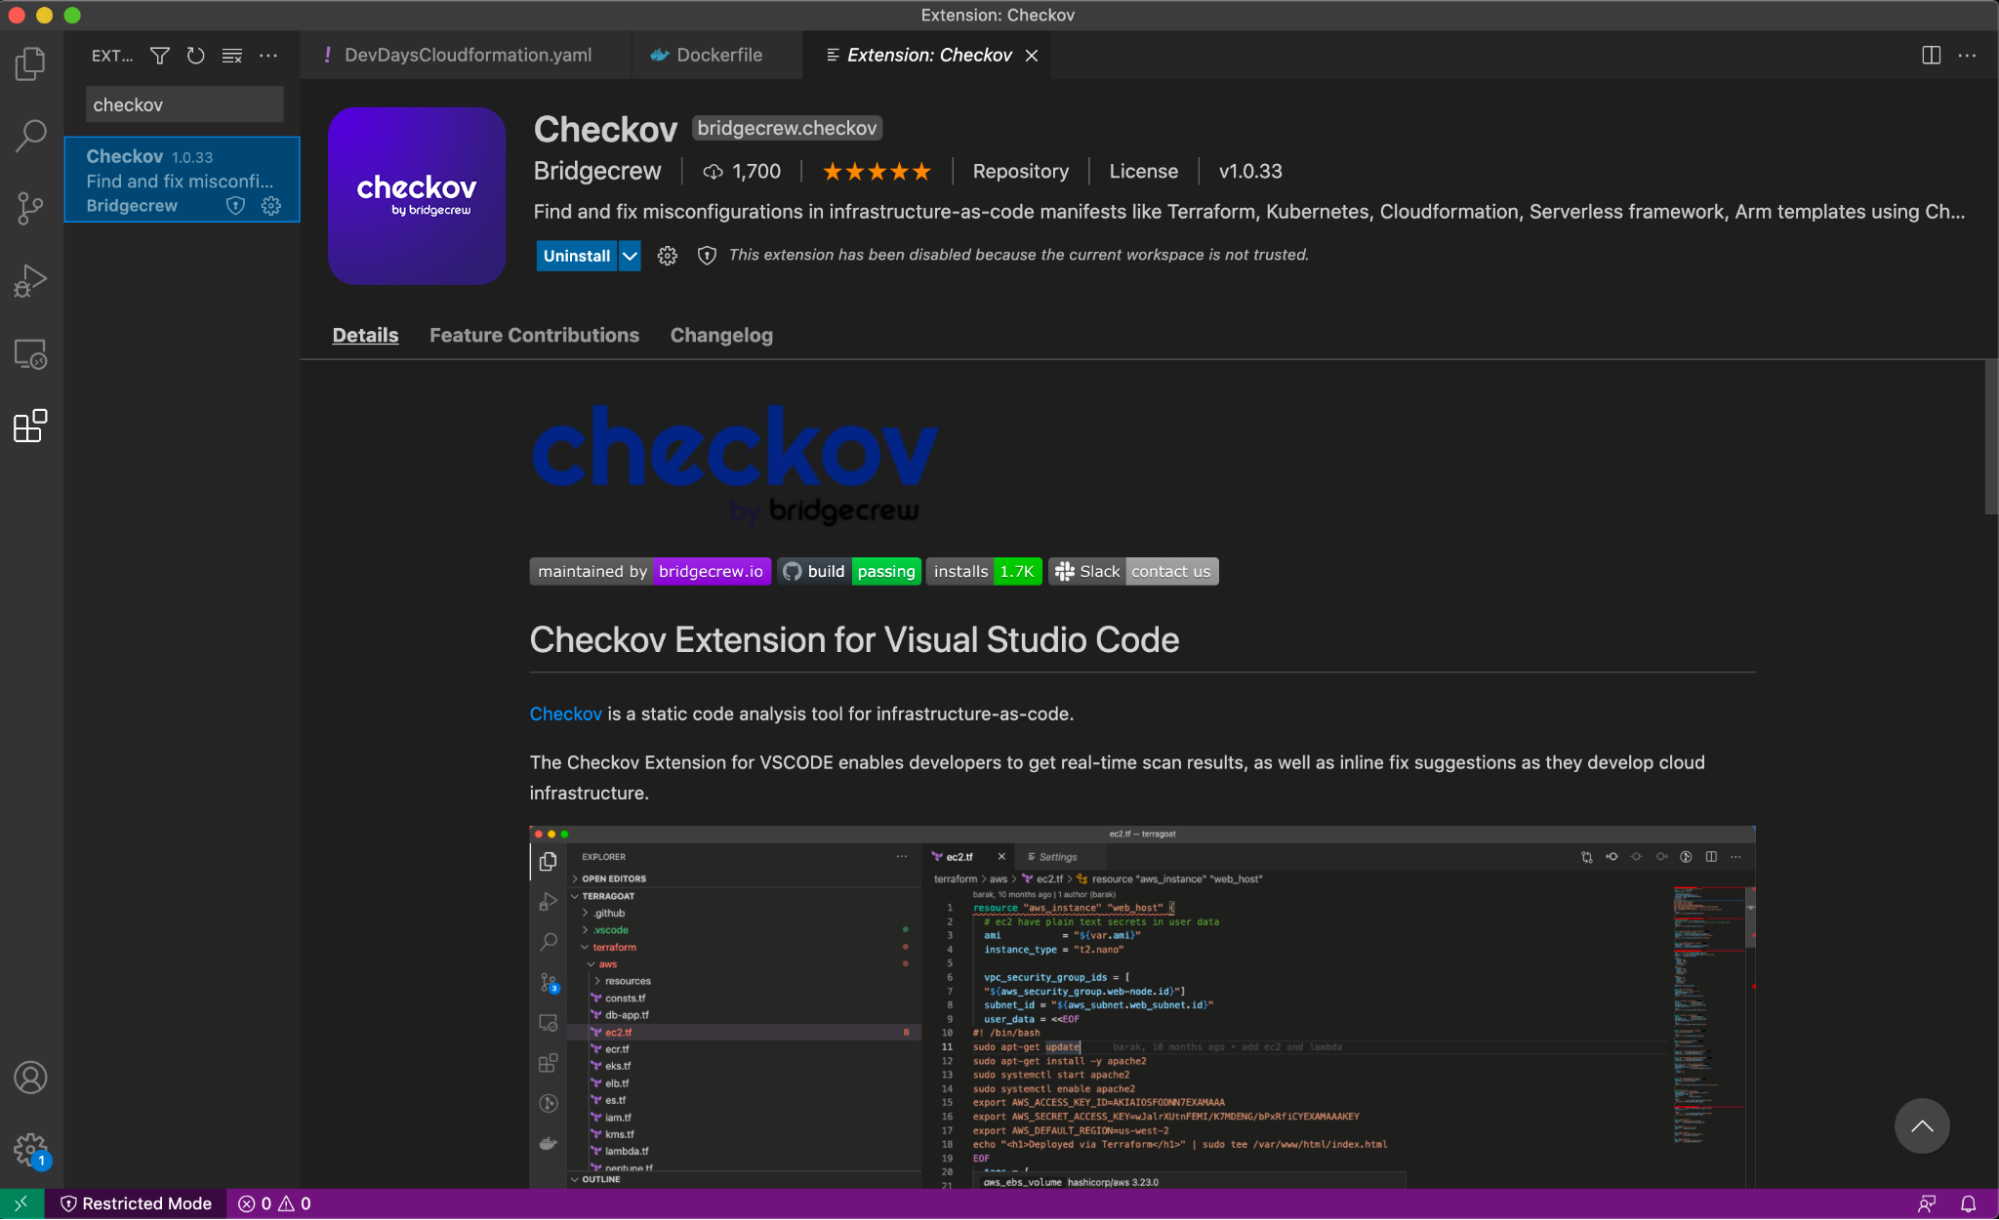 Extension: Checkov
EXT...
DevDaysCloudformation.yaml
Dockerfile
Extension: Checkov
checkov
Checkov 1.0.33
Find and fix misconfi...
Bridgecrew
checkov
by bridgecrew
Checkov bridgecrew.checkov
Bridgecrew 1,700 Repository License v1.0.33
Find and fix misconfigurations in infrastructure-as-code manifests like Terraform, Kubernetes, Cloudformation, Serverless framework, Arm templates using Ch...
Uninstall This extension has been disabled because the current workspace is not trusted.
Details Feature Contributions Changelog
checkov
by bridgecrew
maintained by bridgecrew.io build passing installs 1.7K Slack contact us
Checkov Extension for Visual Studio Code
Checkov is a static code analysis tool for infrastructure-as-code.
The Checkov Extension for VSCODE enables developers to get real-time scan results, as well as inline fix suggestions as they develop cloud
infrastructure.
ec2.tf — terragoat
EXPLORER
OPEN EDITORS
TERRAGOAT
.github
.vscode
terraform
aws
resources
consts.tf
db-app.tf
ec2.tf 8
ecr.tf
eks.tf
elb.tf
es.tf
iam.tf
kms.tf
lambda.tf
neptune.tf
OUTLINE
3
ec2.tf Settings
terraform > aws > ec2.tf > resource "aws_instance" "web_host"
barak, 10 months ago | 1 author (barak)
1 resource "aws_instance" "web_host" {
2 # ec2 have plain text secrets in user data
3 ami = "${var.ami}"
4 instance_type = "t2.nano"
5
6 vpc_security_group_ids = [
7 "${aws_security_group.web-node.id}"]
8 subnet_id = "${aws_subnet.web_subnet.id}"
9 user_data = <<EOF
10 #! /bin/bash
11 sudo apt-get update barak, 10 months ago • add ec2 and lambda
12 sudo apt-get install -y apache2
13 sudo systemctl start apache2
14 sudo systemctl enable apache2
15 export AWS_ACCESS_KEY_ID=AKIAIOSFODNN7EXAMAAA
16 export AWS_SECRET_ACCESS_KEY=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
17 export AWS_DEFAULT_REGION=us-west-2
18 echo "<h1>Deployed via Terraform</h1>" | sudo tee /var/www/html/index.html
19 EOF
20 tags = {
21 aws_ebs_volume hashicorp/aws 3.23.0
1
Restricted Mode 0 0